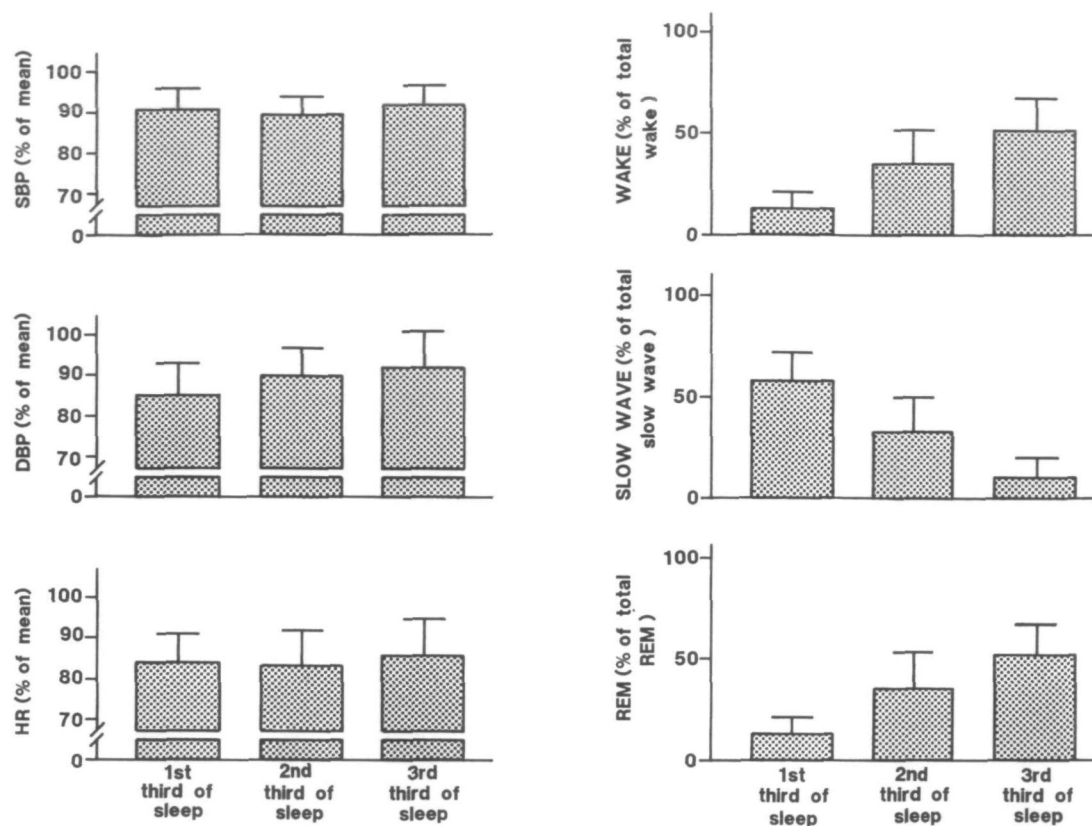 SBP (% of mean)
100
90
80
70
0
DBP (% of mean)
100
90
80
70
0
HR (% of mean)
100
90
80
70
0
1st
third of
sleep
2nd
third of
sleep
3rd
third of
sleep
WAKE (% of total
wake)
100
50
0
SLOW WAVE (% of total
slow wave)
100
50
0
REM (% of total
REM)
100
50
0
1st
third of
sleep
2nd
third of
sleep
3rd
third of
sleep